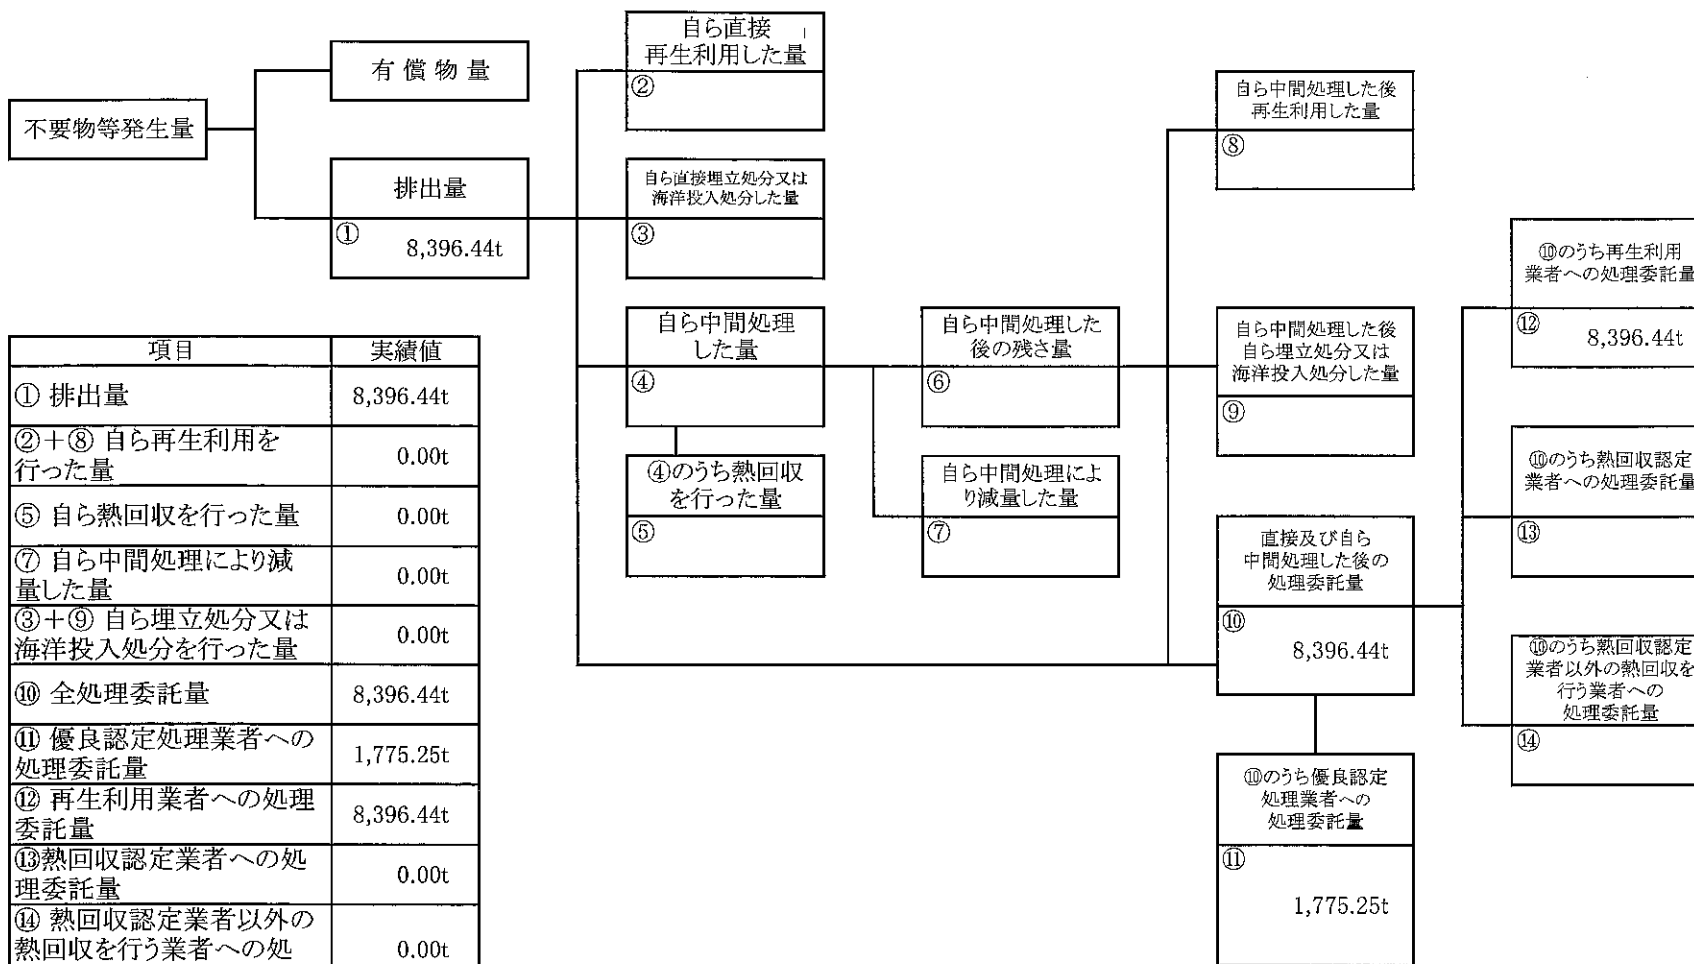 不要物等発生量
有償物量
排出量
①
8,396.44t
自ら直接
再生利用した量
②
自ら直接埋立処分又は
海洋投入処分した量
③
自ら中間処理
した量
④
④のうち熱回収
を行った量
⑤
自ら中間処理した
後の残さ量
⑥
自ら中間処理によ
り減量した量
⑦
自ら中間処理した後
再生利用した量
⑧
自ら中間処理した後
自ら埋立処分又は
海洋投入処分した量
⑨
直接及び自ら
中間処理した後の
処理委託量
⑩
8,396.44t
⑩のうち優良認定
処理業者への
処理委託量
⑪
1,775.25t
⑩のうち再生利用
業者への処理委託量
⑫
8,396.44t
⑩のうち熱回収認定
業者への処理委託量
⑬
⑩のうち熱回収認定
業者以外の熱回収を
行う業者への
処理委託量
⑭
項目 実績値
① 排出量 8,396.44t
②+⑧ 自ら再生利用を
行った量 0.00t
⑤ 自ら熱回収を行った量 0.00t
⑦ 自ら中間処理により減
量した量 0.00t
③+⑨ 自ら埋立処分又は
海洋投入処分を行った量 0.00t
⑩ 全処理委託量 8,396.44t
⑪ 優良認定処理業者への
処理委託量 1,775.25t
⑫ 再生利用業者への処理
委託量 8,396.44t
⑬熱回収認定業者への処
理委託量 0.00t
⑭ 熱回収認定業者以外の
熱回収を行う業者への処 0.00t